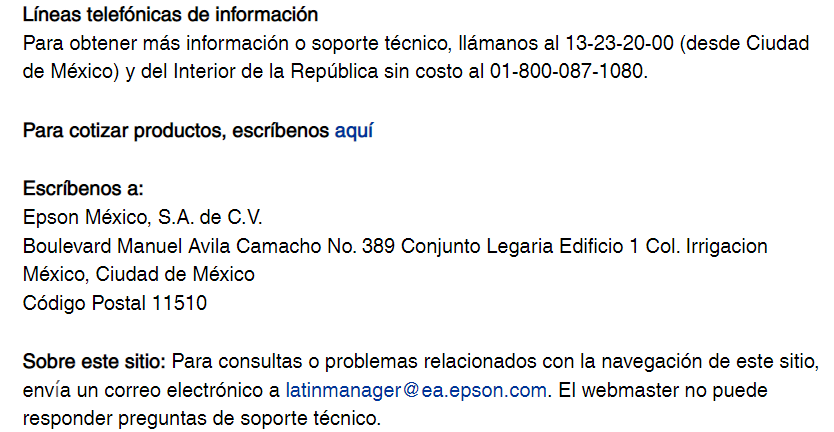 Líneas telefónicas de información
Para obtener más información o soporte técnico, llámanos al 13-23-20-00 (desde Ciudad
de México) y del Interior de la República sin costo al 01-800-087-1080.
Para cotizar productos, escríbenos aquí
Escríbenos a:
Epson México, S.A. de C.V.
Boulevard Manuel Avila Camacho No. 389 Conjunto Legaria Edificio 1 Col. Irrigacion
México, Ciudad de México
Código Postal 11510
Sobre este sitio: Para consultas o problemas relacionados con la navegación de este sitio,
envía un correo electrónico a latinmanager@ea.epson.com. El webmaster no puede
responder preguntas de soporte técnico.